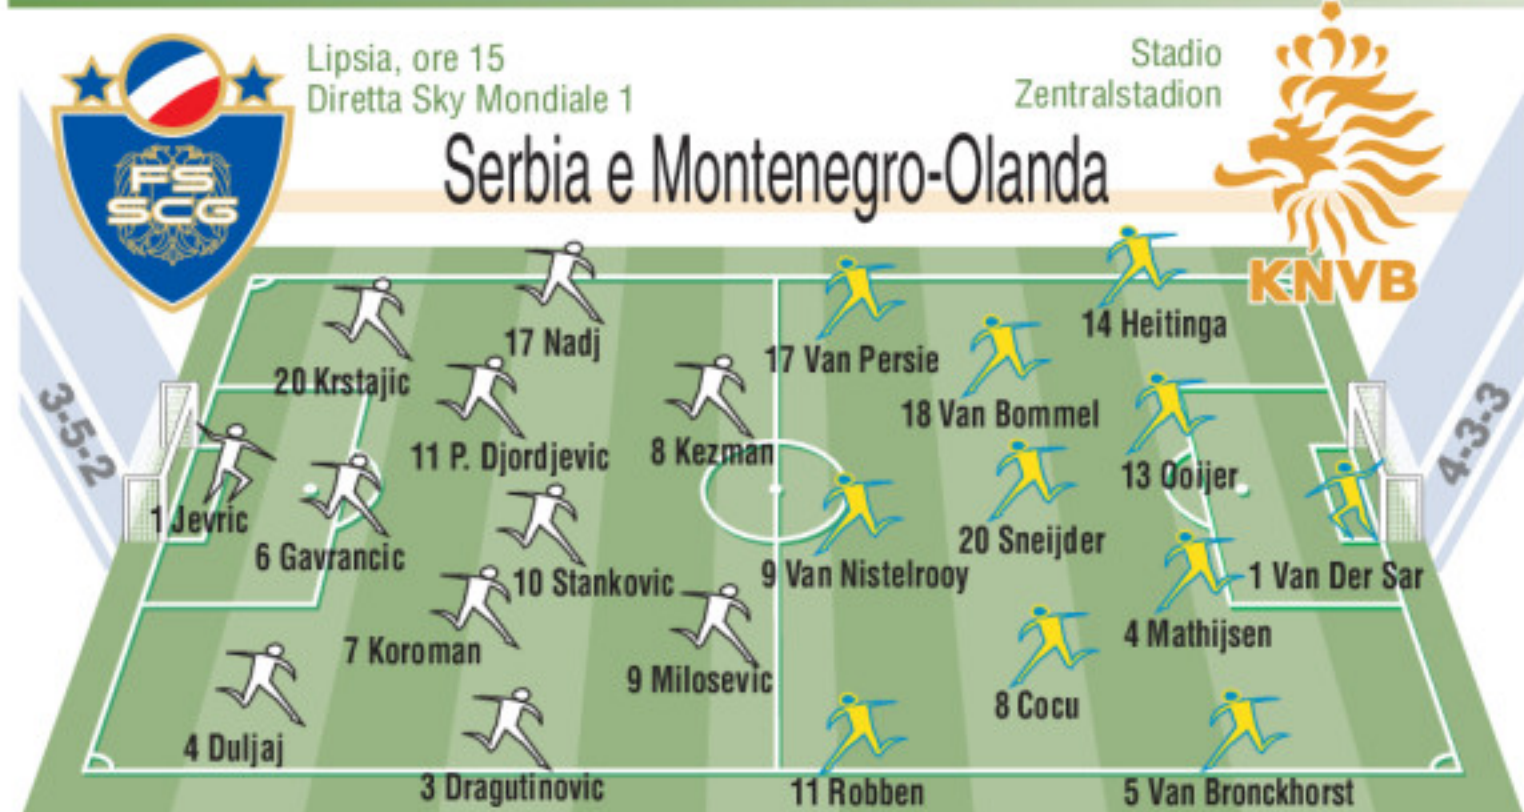 Lipsia, ore 15
Diretta Sky Mondiale 1
Stadio
Zentralstadion
FS
SCG
Serbia e Montenegro-Olanda
KNVB
3-5-2
4-3-3
17 Nadj
20 Krstajic
11 P. Djordjevic
8 Kezman
1 Jevric
6 Gavrancic
10 Stankovic
7 Koroman
9 Milosevic
4 Duljaj
3 Dragutinovic
14 Heitinga
17 Van Persie
18 Van Bommel
13 Ooijer
20 Sneijder
9 Van Nistelrooy
1 Van Der Sar
4 Mathijsen
8 Cocu
11 Robben
5 Van Bronckhorst